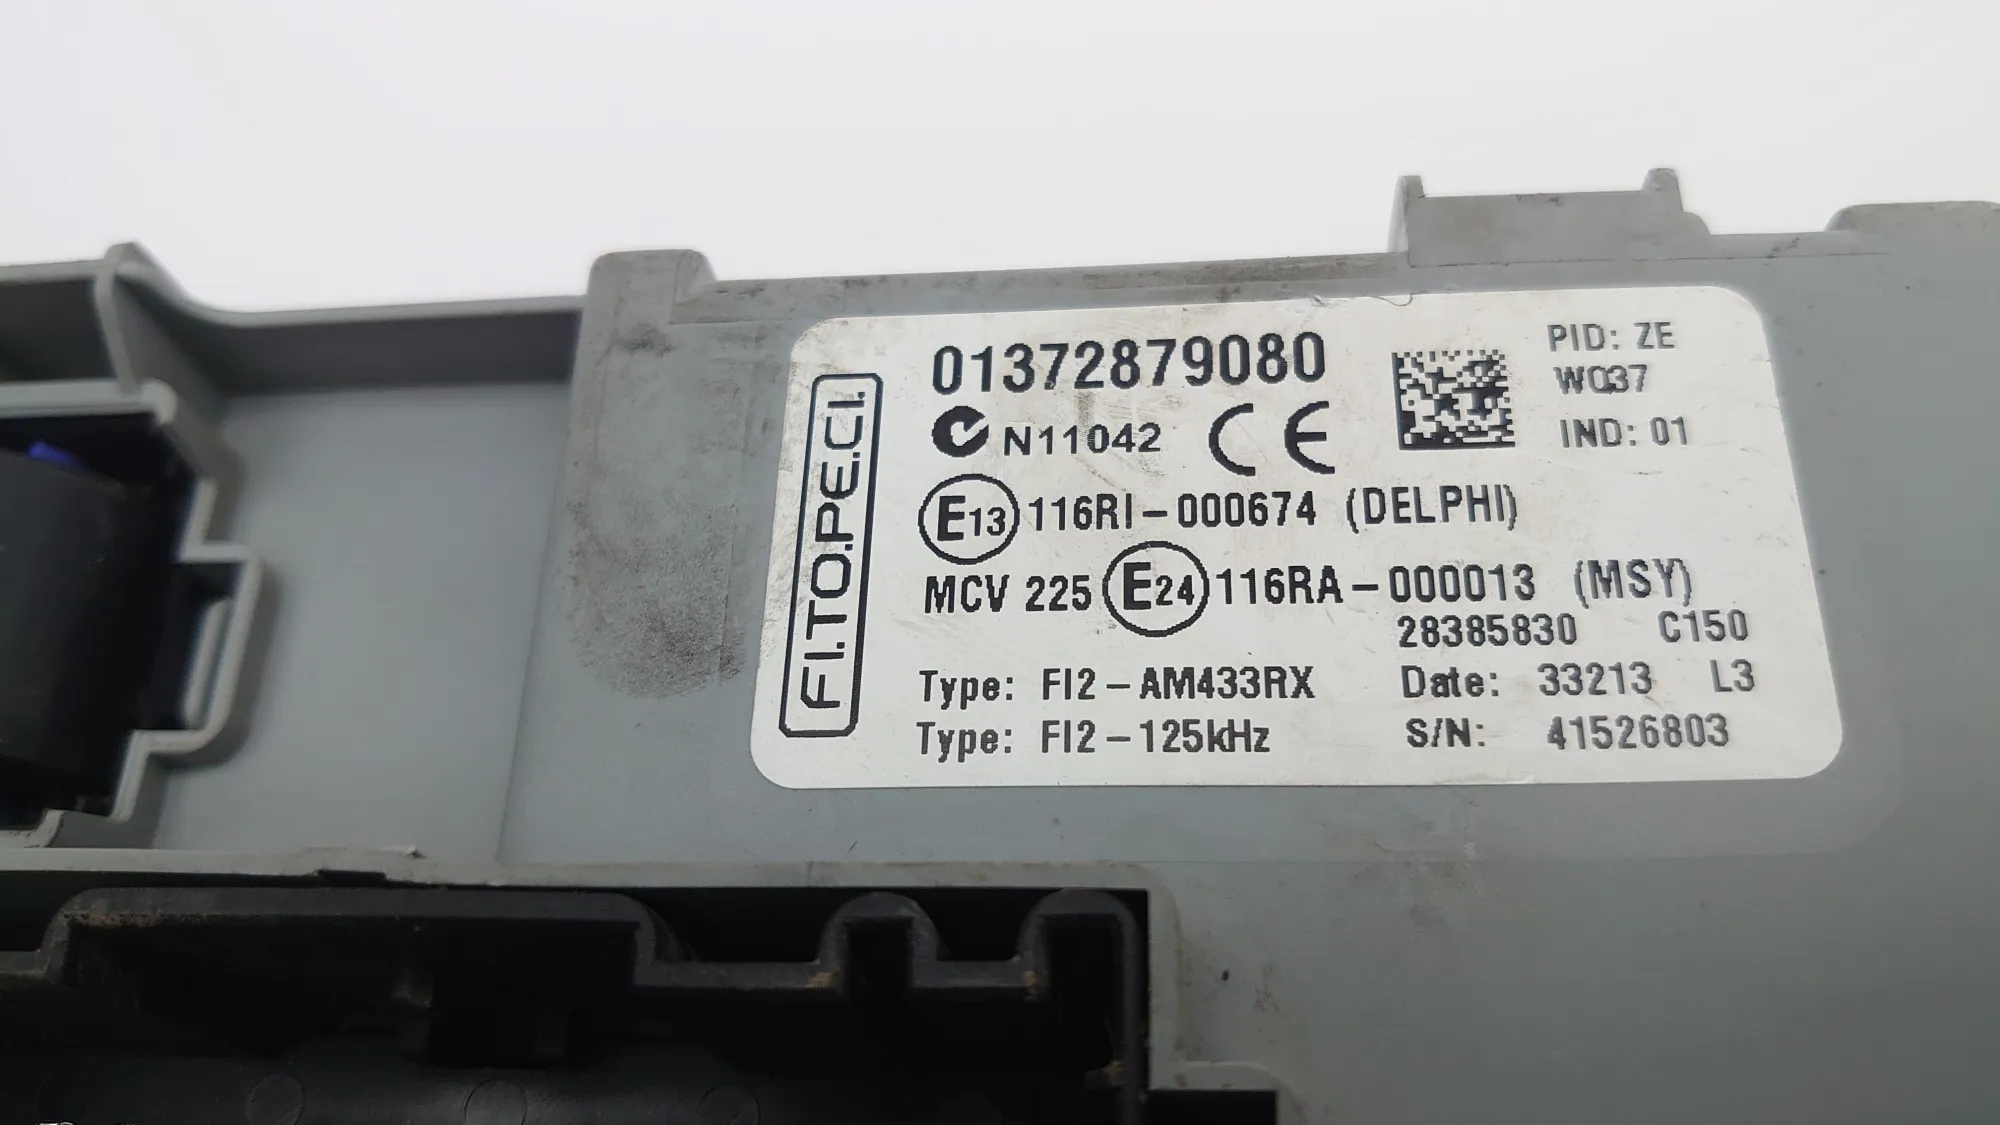 FI.TO.PE.CI.
01372879080
N11042 CE
PID: ZE
W037
IND: 01
E13 116RI-000674 (DELPHI)
MCV 225 E24 116RA-000013 (MSY)
28385830 C150
Type: FI2-AM433RX Date: 33213 L3
Type: FI2-125kHz S/N: 41526803